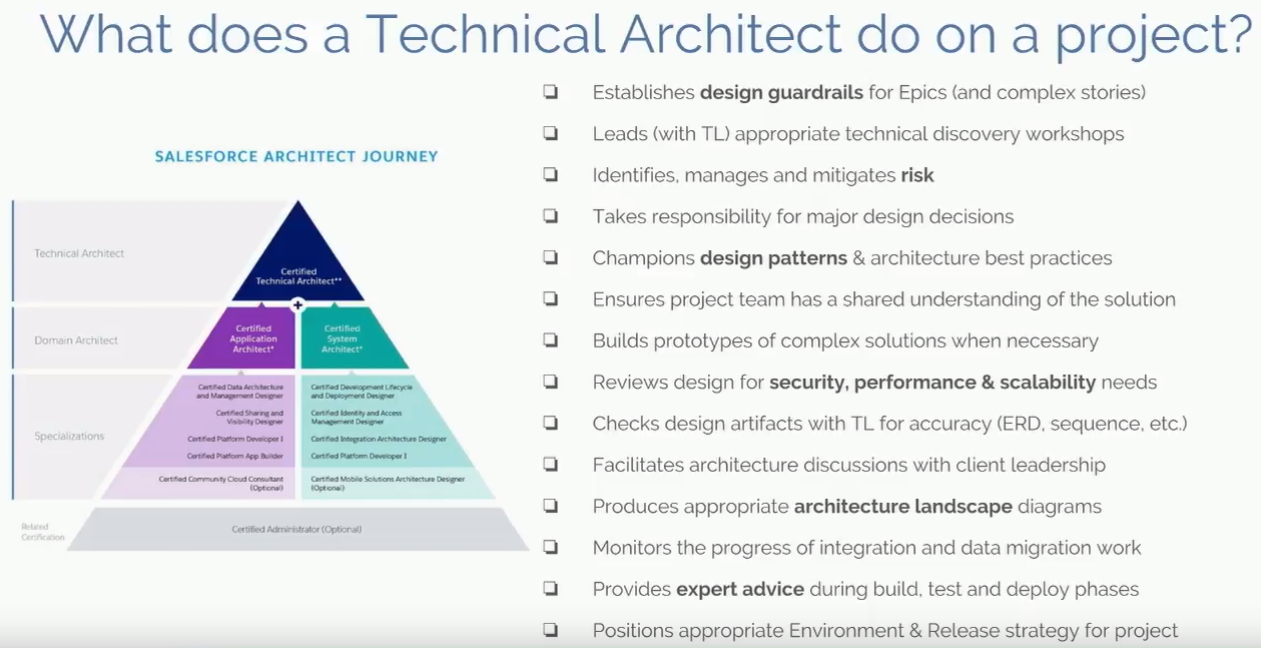 What does a Technical Architect do on a project?
SALESFORCE ARCHITECT JOURNEY
Technical Architect
Certified
Technical Architect**
Domain Architect
Certified
Application
Architect*
Certified
System
Architect*
Specializations
Certified Data Architecture
and Management Designer
Certified Sharing and
Visibility Designer
Certified Platform Developer I
Certified Platform App Builder
Certified Community Cloud Consultant
(Optional)
Certified Development Lifecycle
and Deployment Designer
Certified Identity and Access
Management Designer
Certified Integration Architecture Designer
Certified Platform Developer I
Certified Mobile Solutions Architecture Designer
(Optional)
Related
Certification
Certified Administrator (Optional)
Establishes design guardrails for Epics (and complex stories)
Leads (with TL) appropriate technical discovery workshops
Identifies, manages and mitigates risk
Takes responsibility for major design decisions
Champions design patterns & architecture best practices
Ensures project team has a shared understanding of the solution
Builds prototypes of complex solutions when necessary
Reviews design for security, performance & scalability needs
Checks design artifacts with TL for accuracy (ERD, sequence, etc.)
Facilitates architecture discussions with client leadership
Produces appropriate architecture landscape diagrams
Monitors the progress of integration and data migration work
Provides expert advice during build, test and deploy phases
Positions appropriate Environment & Release strategy for project